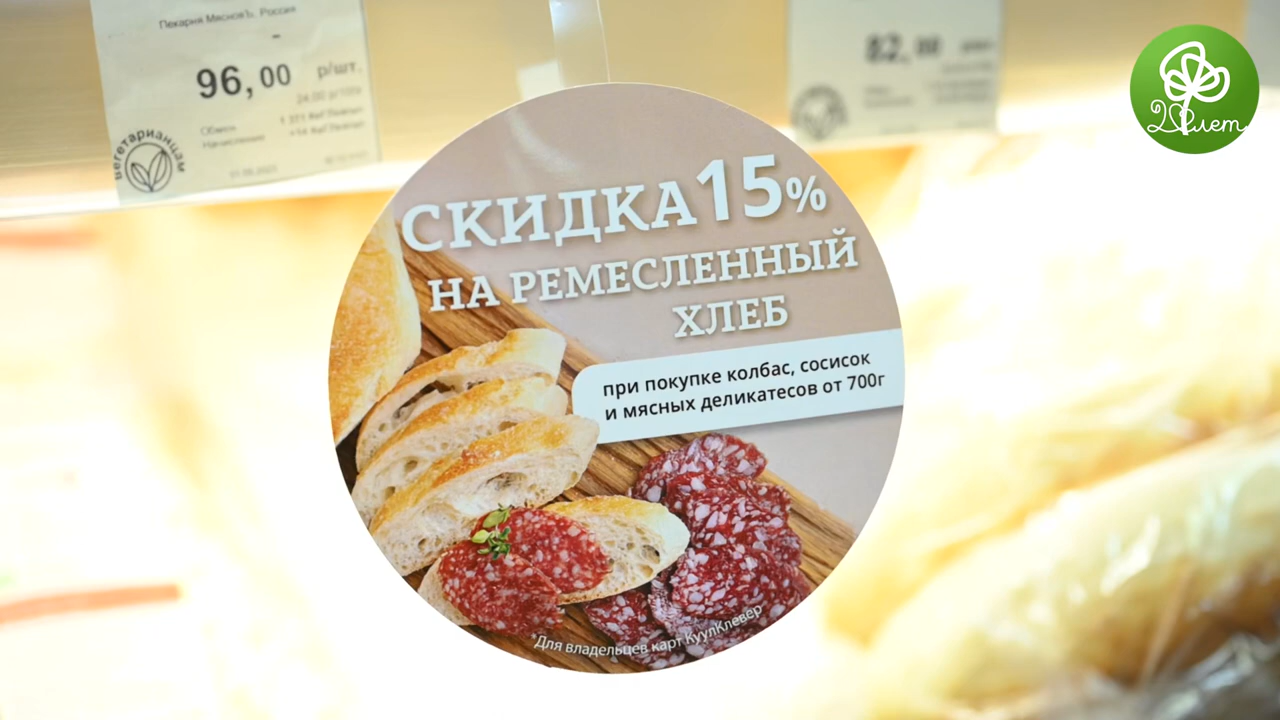 Пекарня МясновЪ, Россия
96,00 р/шт.
вегетарианцам
82,
20 лет
СКИДКА 15%
НА РЕМЕСЛЕННЫЙ
ХЛЕБ
при покупке колбас, сосисок
и мясных деликатесов от 700г
*Для владельцев карт КуулКлевер